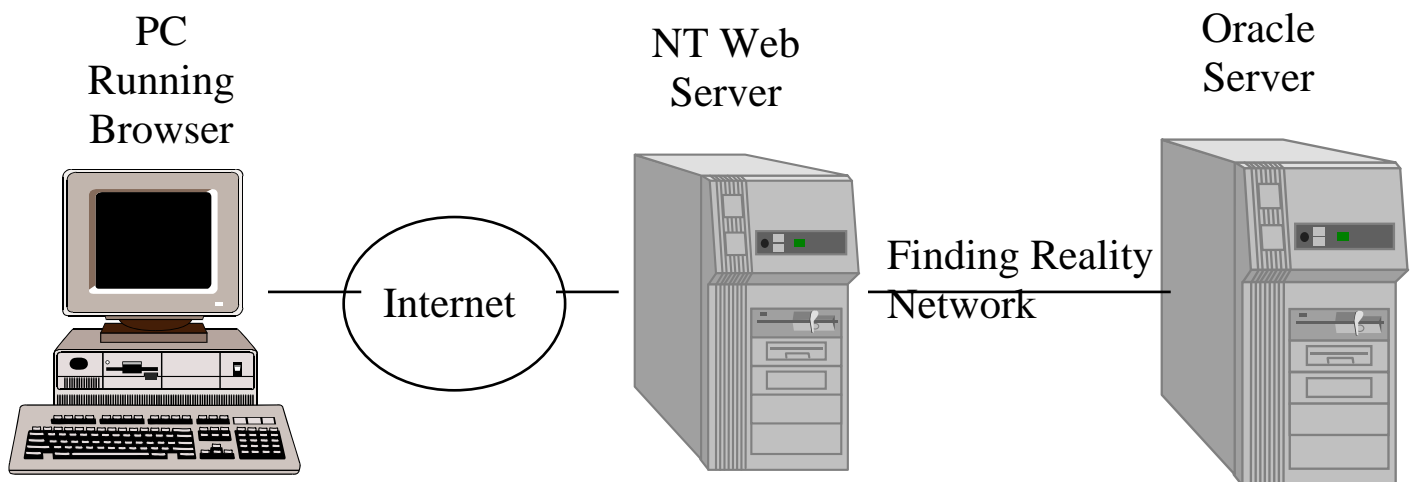 PC
Running
Browser
NT Web
Server
Oracle
Server
Internet
Finding Reality
Network